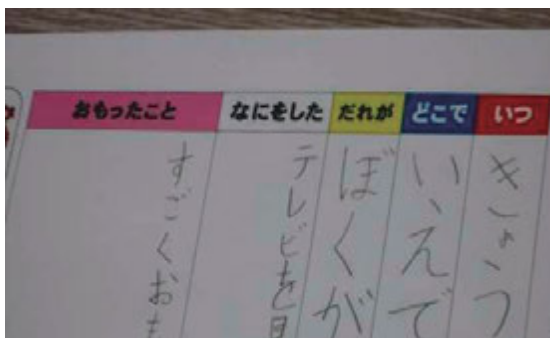 いつ
きょう
どこで
いえで
だれが
ぼくが
なにをした
テレビを
おもったこと
すごくおも